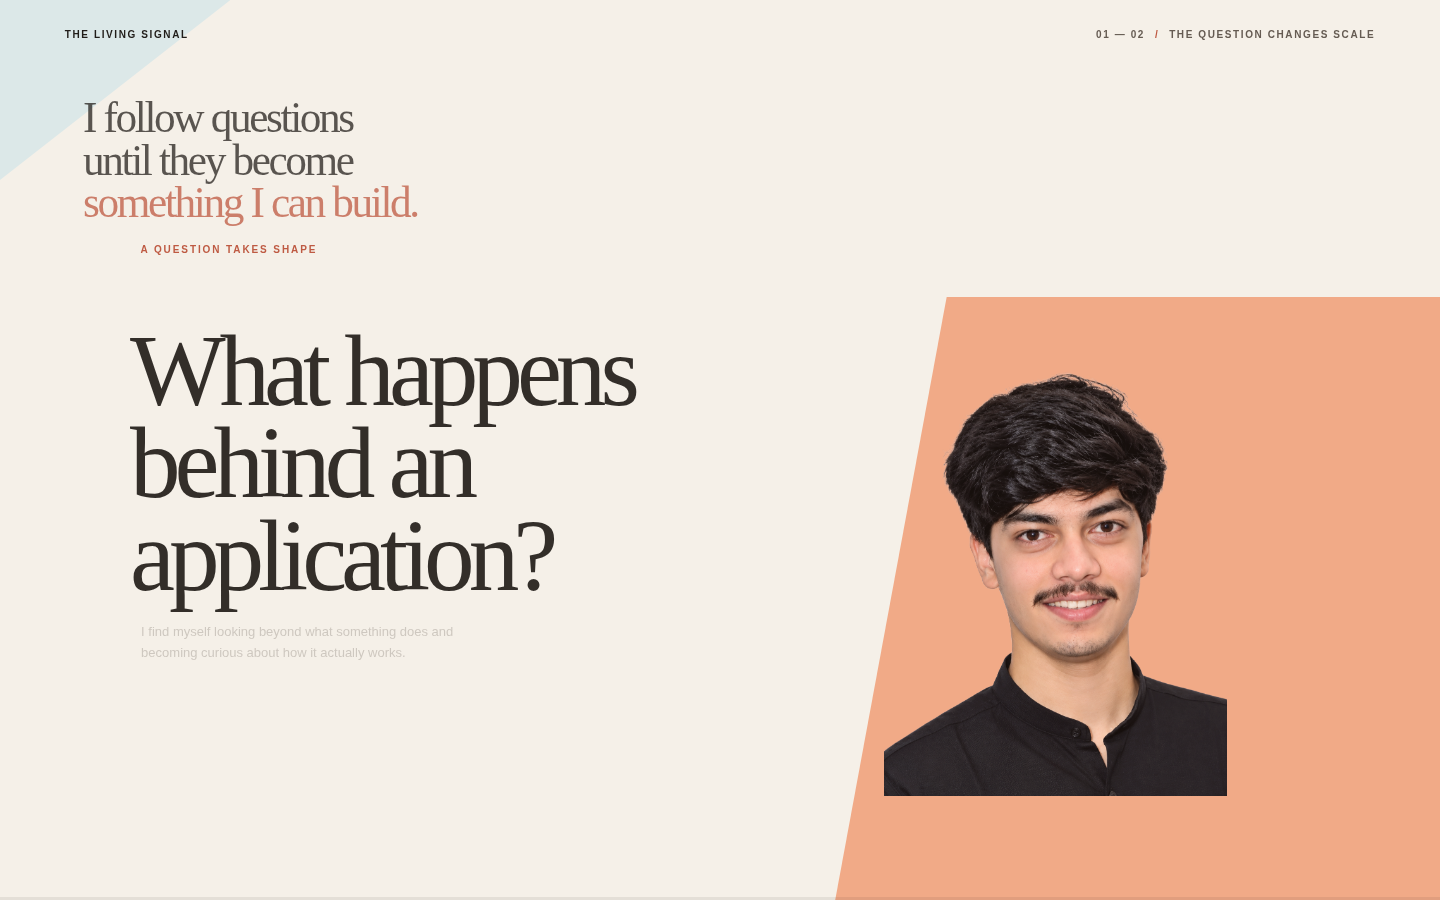 THE LIVING SIGNAL
01 — 02 / THE QUESTION CHANGES SCALE
I follow questions
until they become
something I can build.
A QUESTION TAKES SHAPE
What happens
behind an
application?
I find myself looking beyond what something does and
becoming curious about how it actually works.